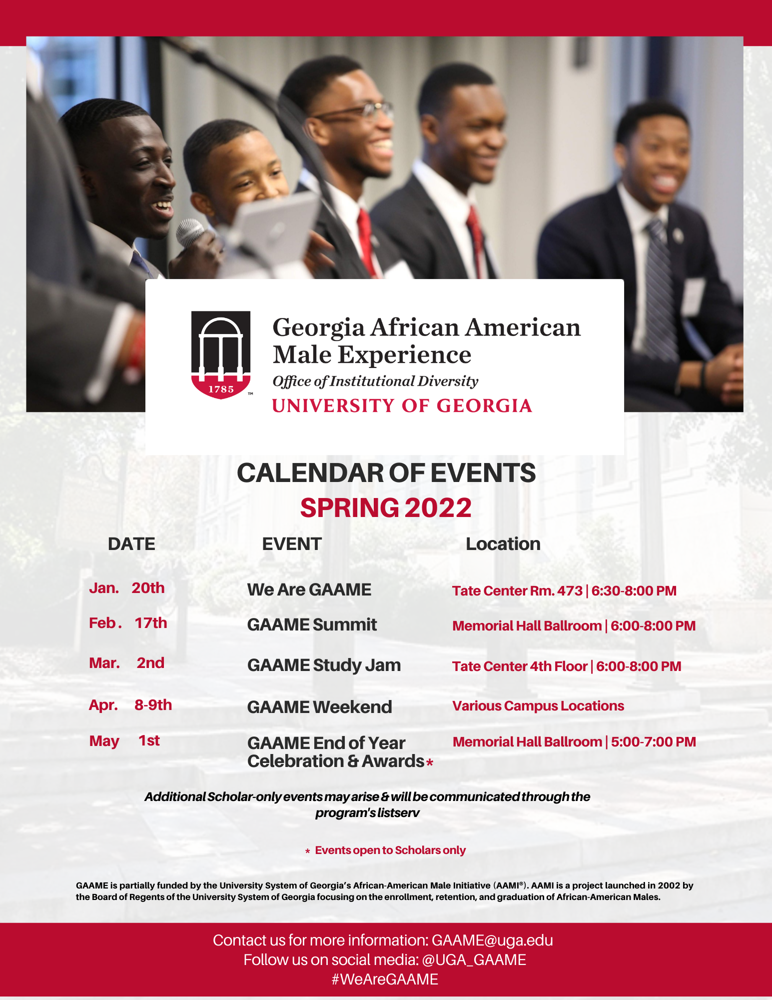 1785
TM
Georgia African American
Male Experience
Office of Institutional Diversity
UNIVERSITY OF GEORGIA
CALENDAR OF EVENTS
SPRING 2022
DATE EVENT Location
Jan. 20th We Are GAAME Tate Center Rm. 473 | 6:30-8:00 PM
Feb. 17th GAAME Summit Memorial Hall Ballroom | 6:00-8:00 PM
Mar. 2nd GAAME Study Jam Tate Center 4th Floor | 6:00-8:00 PM
Apr. 8-9th GAAME Weekend Various Campus Locations
May 1st GAAME End of Year Memorial Hall Ballroom | 5:00-7:00 PM
Celebration & Awards*
Additional Scholar-only events may arise & will be communicated through the
program's listserv
* Events open to Scholars only
GAAME is partially funded by the University System of Georgia’s African-American Male Initiative (AAMI®). AAMI is a project launched in 2002 by
the Board of Regents of the University System of Georgia focusing on the enrollment, retention, and graduation of African-American Males.
Contact us for more information: GAAME@uga.edu
Follow us on social media: @UGA_GAAME
#WeAreGAAME